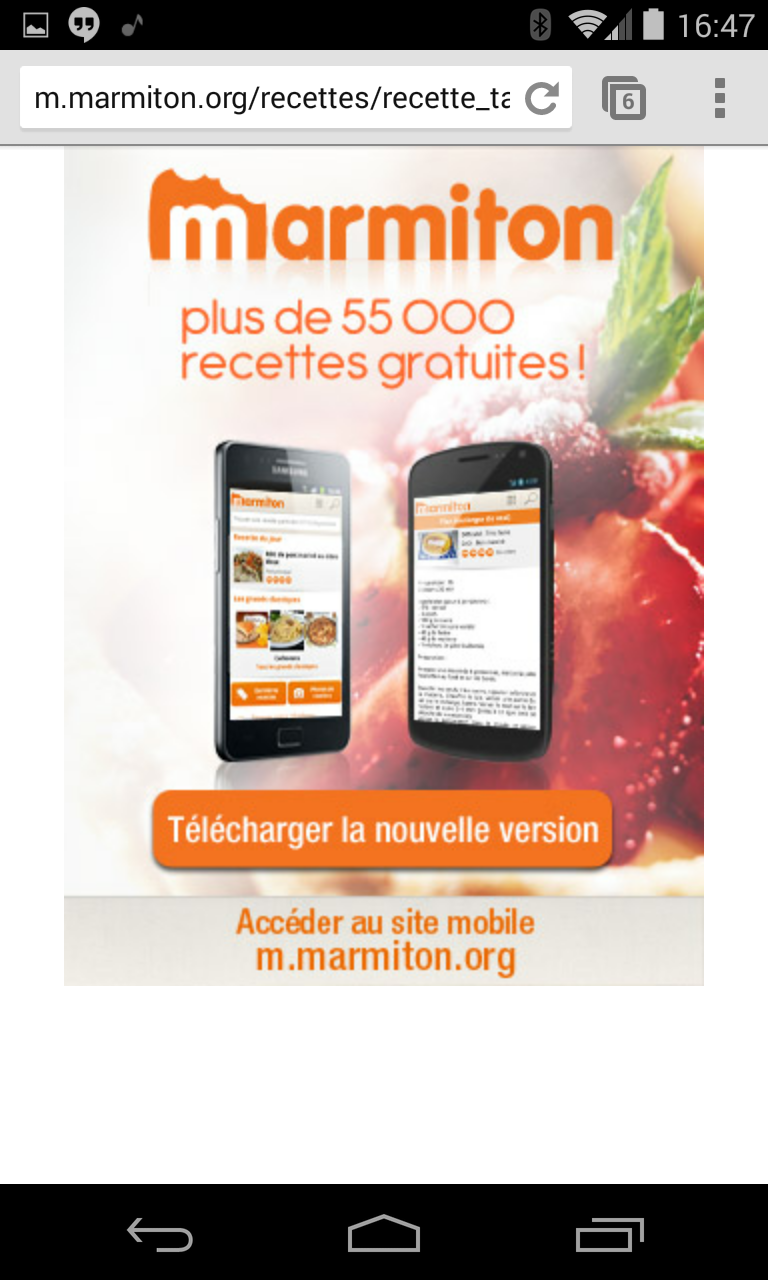 16:47
m.marmiton.org/recettes/recette_ta
6
marmiton
plus de 55 000
recettes gratuites !
SAMSUNG
marmiton
marmiton
Recette du jour
Les grands classiques
Télécharger la nouvelle version
Accéder au site mobile
m.marmiton.org